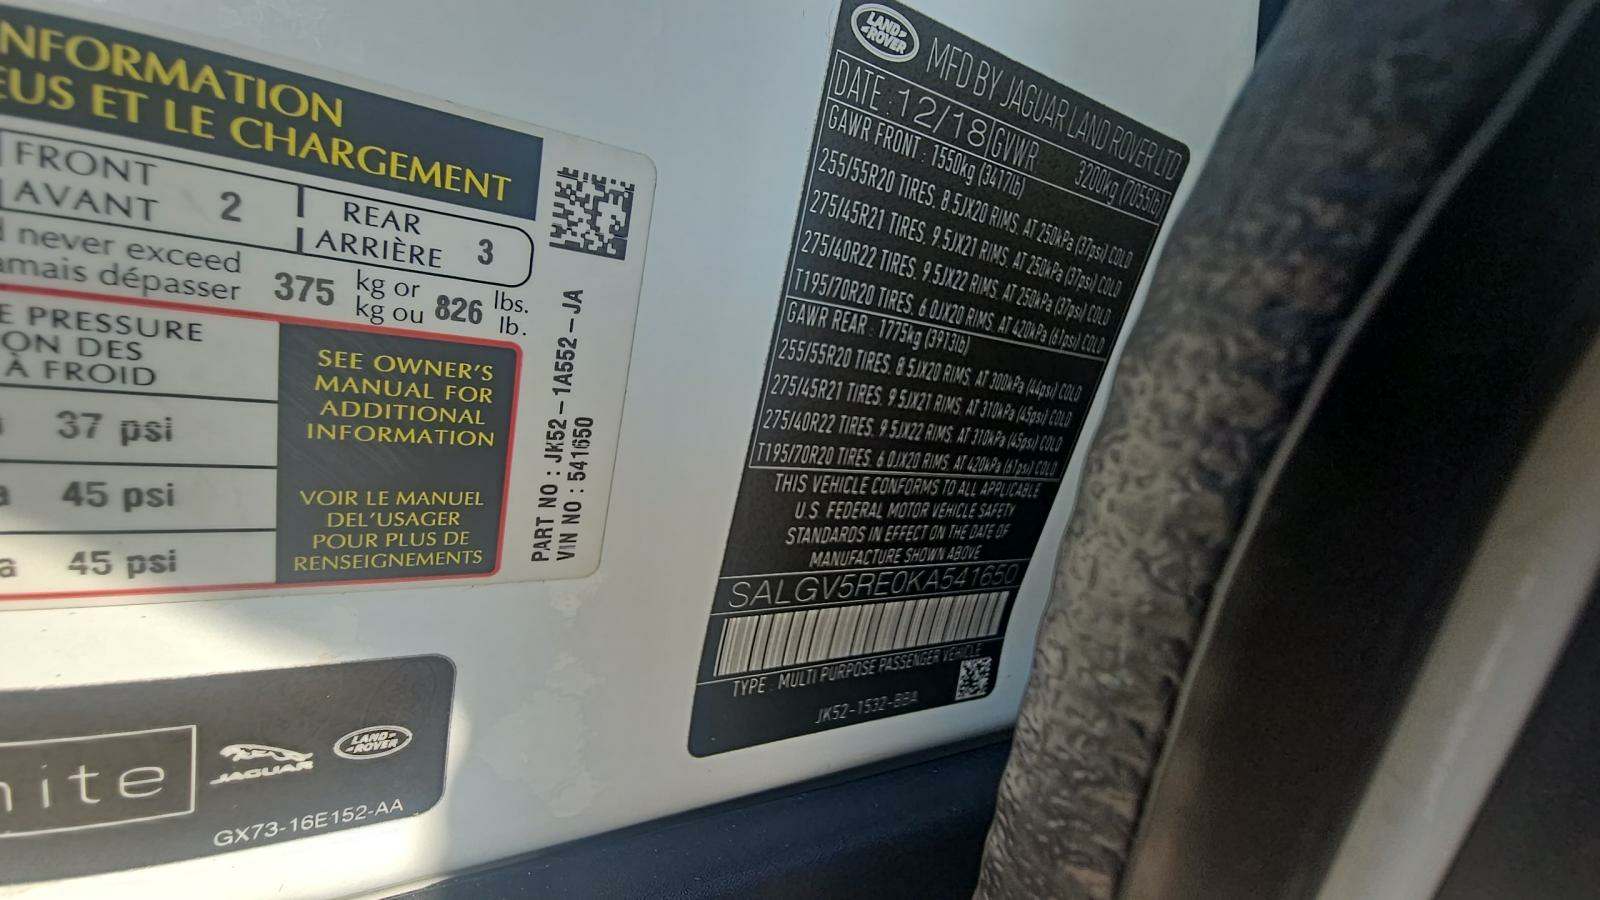 NFORMATION
EUS ET LE CHARGEMENT
FRONT
AVANT 2
REAR
ARRIÈRE 3
never exceed
amais dépasser 375 kg or
kg ou 826 lbs.
lb.
E PRESSURE
ON DES
À FROID
37 psi
45 psi
45 psi
SEE OWNER'S
MANUAL FOR
ADDITIONAL
INFORMATION
VOIR LE MANUEL
DEL'USAGER
POUR PLUS DE
RENSEIGNEMENTS
PART NO : JK52-1A552-JA
VIN NO : 541650
LAND
ROVER
MFD BY JAGUAR LAND ROVER LTD
DATE : 12/18 GVWR 3200kg (7055lb)
GAWR FRONT : 1550kg (3417lb)
255/55R20 TIRES, 8.5JX20 RIMS, AT 250kPa (37psi) COLD
275/45R21 TIRES, 9.5JX21 RIMS, AT 250kPa (37psi) COLD
275/40R22 TIRES, 9.5JX22 RIMS, AT 250kPa (37psi) COLD
T195/70R20 TIRES, 6.0JX20 RIMS, AT 420kPa (61psi) COLD
GAWR REAR : 1775kg (3913lb)
255/55R20 TIRES, 8.5JX20 RIMS, AT 300kPa (44psi) COLD
275/45R21 TIRES, 9.5JX21 RIMS, AT 310kPa (45psi) COLD
275/40R22 TIRES, 9.5JX22 RIMS, AT 310kPa (45psi) COLD
T195/70R20 TIRES, 6.0JX20 RIMS, AT 420kPa (61psi) COLD
THIS VEHICLE CONFORMS TO ALL APPLICABLE
U.S. FEDERAL MOTOR VEHICLE SAFETY
STANDARDS IN EFFECT ON THE DATE OF
MANUFACTURE SHOWN ABOVE
SALGV5RE0KA541650
TYPE : MULTI PURPOSE PASSENGER VEHICLE
JK52-1532-BBA
hite
JAGUAR
LAND
ROVER
GX73-16E152-AA